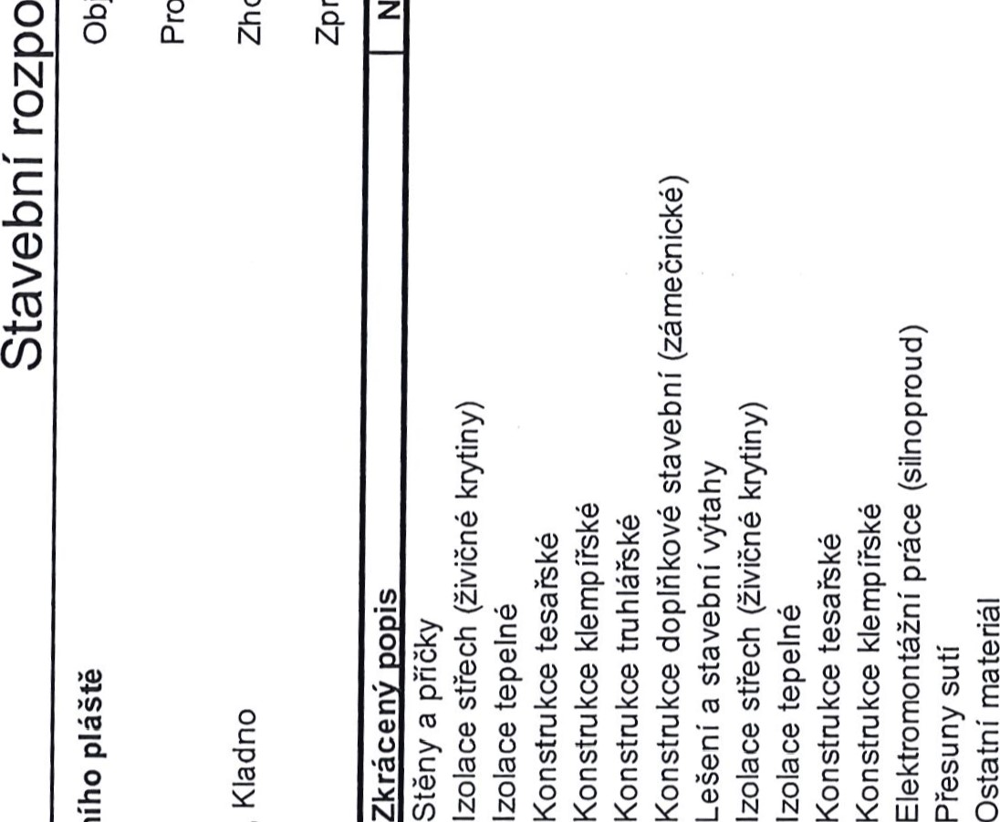 Stavební rozpo
ního pláště Obj
Pro
Kladno Zho
Zpr
Zkrácený popis N
Stěny a příčky
Izolace střech (živičné krytiny)
Izolace tepelné
Konstrukce tesařské
Konstrukce klempířské
Konstrukce truhlářské
Konstrukce doplňkové stavební (zámečnické)
Lešení a stavební výtahy
Izolace střech (živičné krytiny)
Izolace tepelné
Konstrukce tesařské
Konstrukce klempířské
Elektromontážní práce (silnoproud)
Přesuny sutí
Ostatní materiál